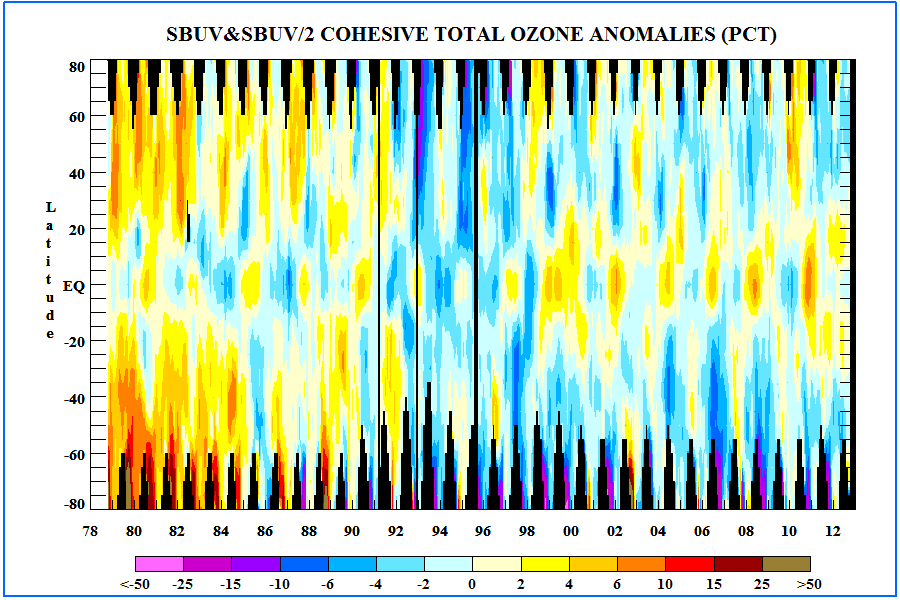 SBUV&SBUV/2 COHESIVE TOTAL OZONE ANOMALIES (PCT)
80
60
40
20
EQ
-20
-40
-60
-80
Latitude
78 80 82 84 86 88 90 92 94 96 98 00 02 04 06 08 10 12
<-50 -25 -15 -10 -6 -4 -2 0 2 4 6 10 15 25 >50